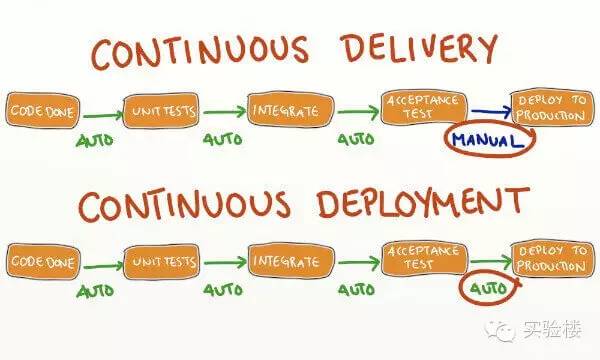 CONTINUOUS DELIVERY
CODE DONE
UNIT TESTS
INTEGRATE
ACCEPTANCE
TEST
DEPLOY TO
PRODUCTION
AUTO
AUTO
AUTO
MANUAL
CONTINUOUS DEPLOYMENT
CODE DONE
UNIT TESTS
INTEGRATE
ACCEPTANCE
TEST
DEPLOY TO
PRODUCTION
AUTO
AUTO
AUTO
AUTO
实验楼